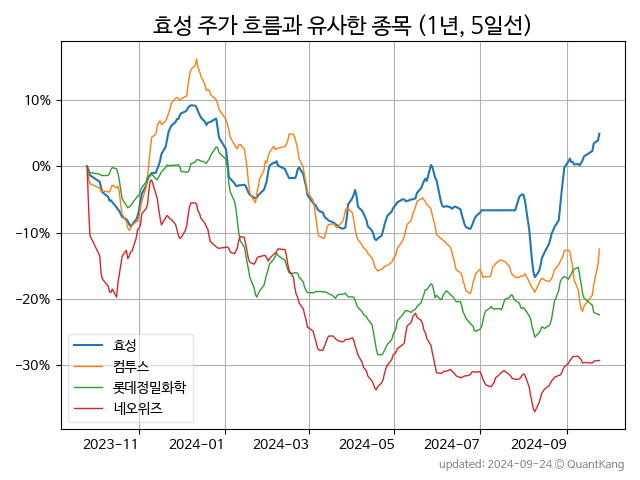 효성 주가 흐름과 유사한 종목 (1년, 5일선)
10%
0%
−10%
−20%
−30%
효성
컴투스
롯데정밀화학
네오위즈
2023-11 2024-01 2024-03 2024-05 2024-07 2024-09
updated: 2024-09-24 © QuantKang